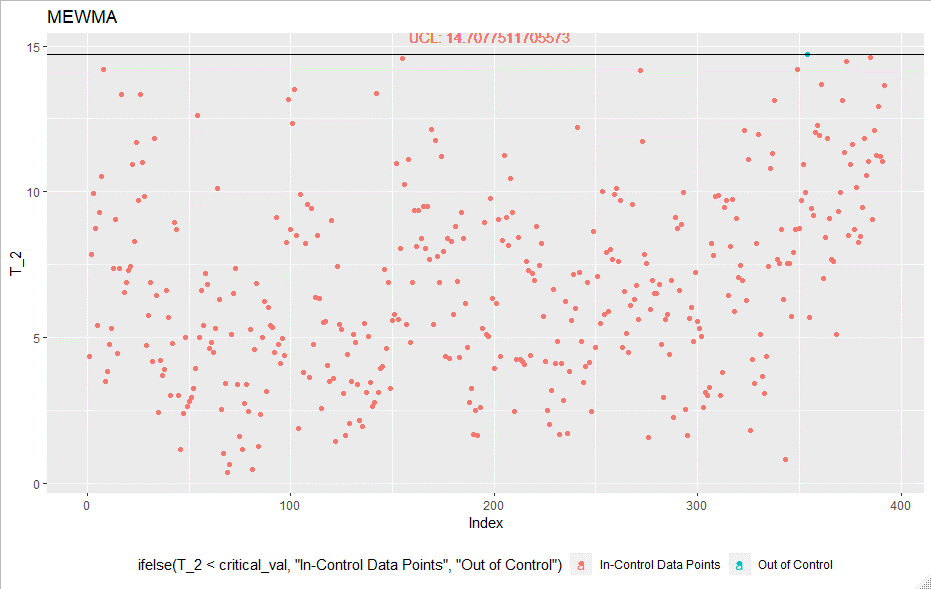 MEWMA
UCL: 14.7077511705573
15
10
5
0
T_2
0 100 200 300 400
Index
ifelse(T_2 < critical_val, "In-Control Data Points", "Out of Control") a In-Control Data Points a Out of Control